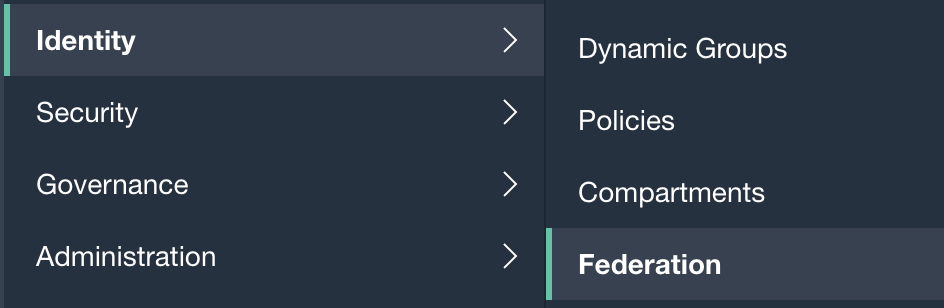 Identity
Security
Governance
Administration
Dynamic Groups
Policies
Compartments
Federation